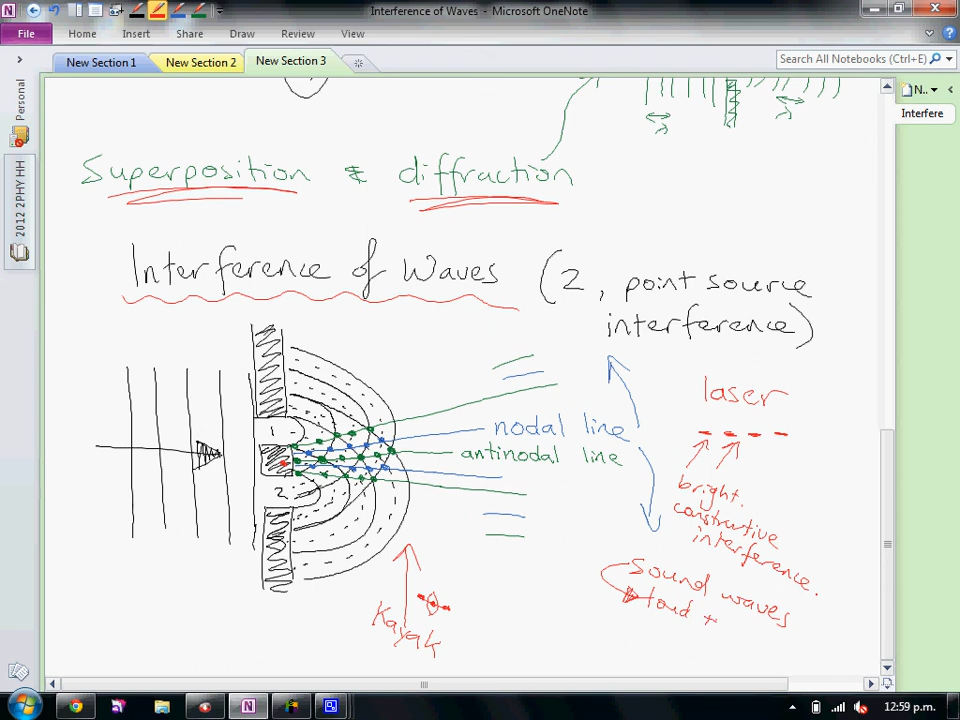 Interference of Waves - Microsoft OneNote
File
Home
Insert
Share
Draw
Review
View
New Section 1
New Section 2
New Section 3
Search All Notebooks (Ctrl+E)
N..
Personal
2012 2PHY HH
Interfere
λ
λ
Superposition & diffraction
Interference of Waves (2, point source
interference)
laser
1
nodal line
antinodal line
2
bright.
constructive
interference.
Sound waves
loud +
Kayak
12:59 p.m.